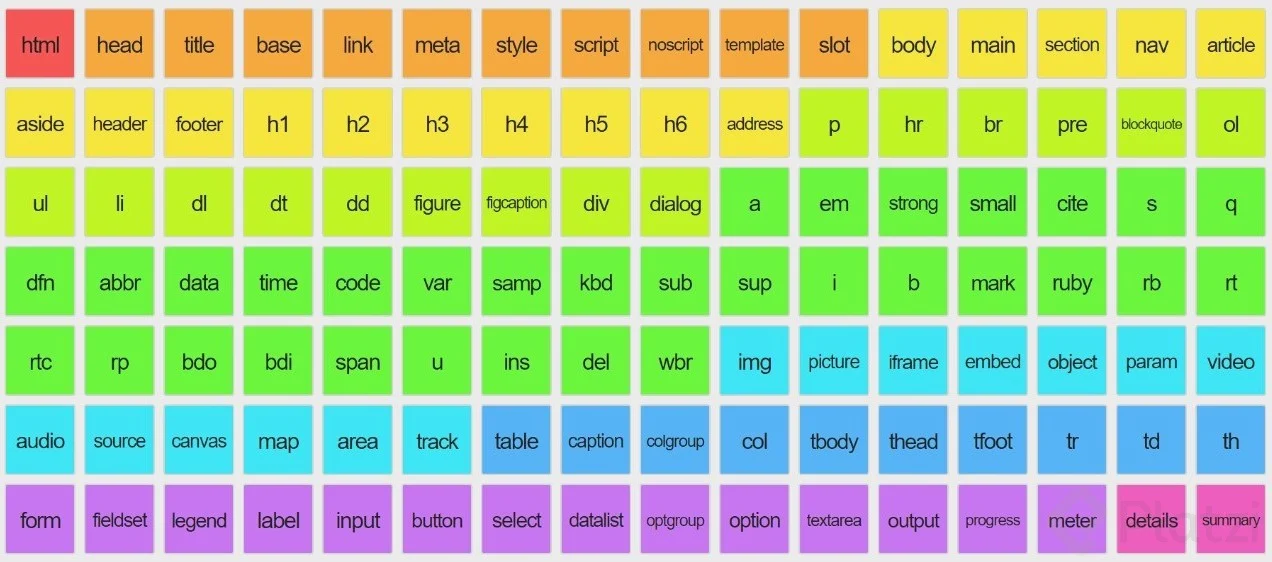 html head title base link meta style script noscript template slot body main section nav article
aside header footer h1 h2 h3 h4 h5 h6 address p hr br pre blockquote ol
ul li dl dt dd figure figcaption div dialog a em strong small cite s q
dfn abbr data time code var samp kbd sub sup i b mark ruby rb rt
rtc rp bdo bdi span u ins del wbr img picture iframe embed object param video
audio source canvas map area track table caption colgroup col tbody thead tfoot tr td th
form fieldset legend label input button select datalist optgroup option textarea output progress meter details summary
Platzi